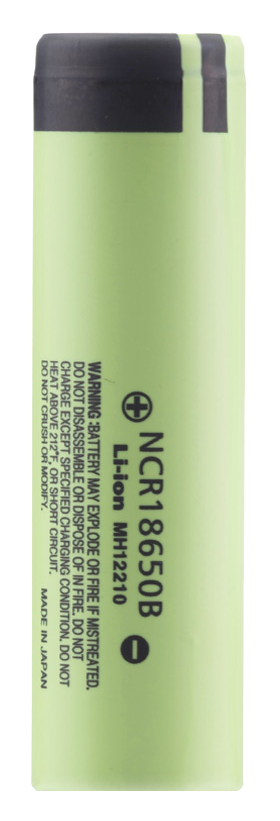 ⊕ NCR18650B ⊖
Li-ion MH12210
WARNING :BATTERY MAY EXPLODE OR FIRE IF MISTREATED.
DO NOT DISASSEMBLE OR DISPOSE OF IN FIRE. DO NOT
CHARGE EXCEPT SPECIFIED CHARGING CONDITION. DO NOT
HEAT ABOVE 212°F, OR SHORT CIRCUIT.
DO NOT CRUSH OR MODIFY. MADE IN JAPAN